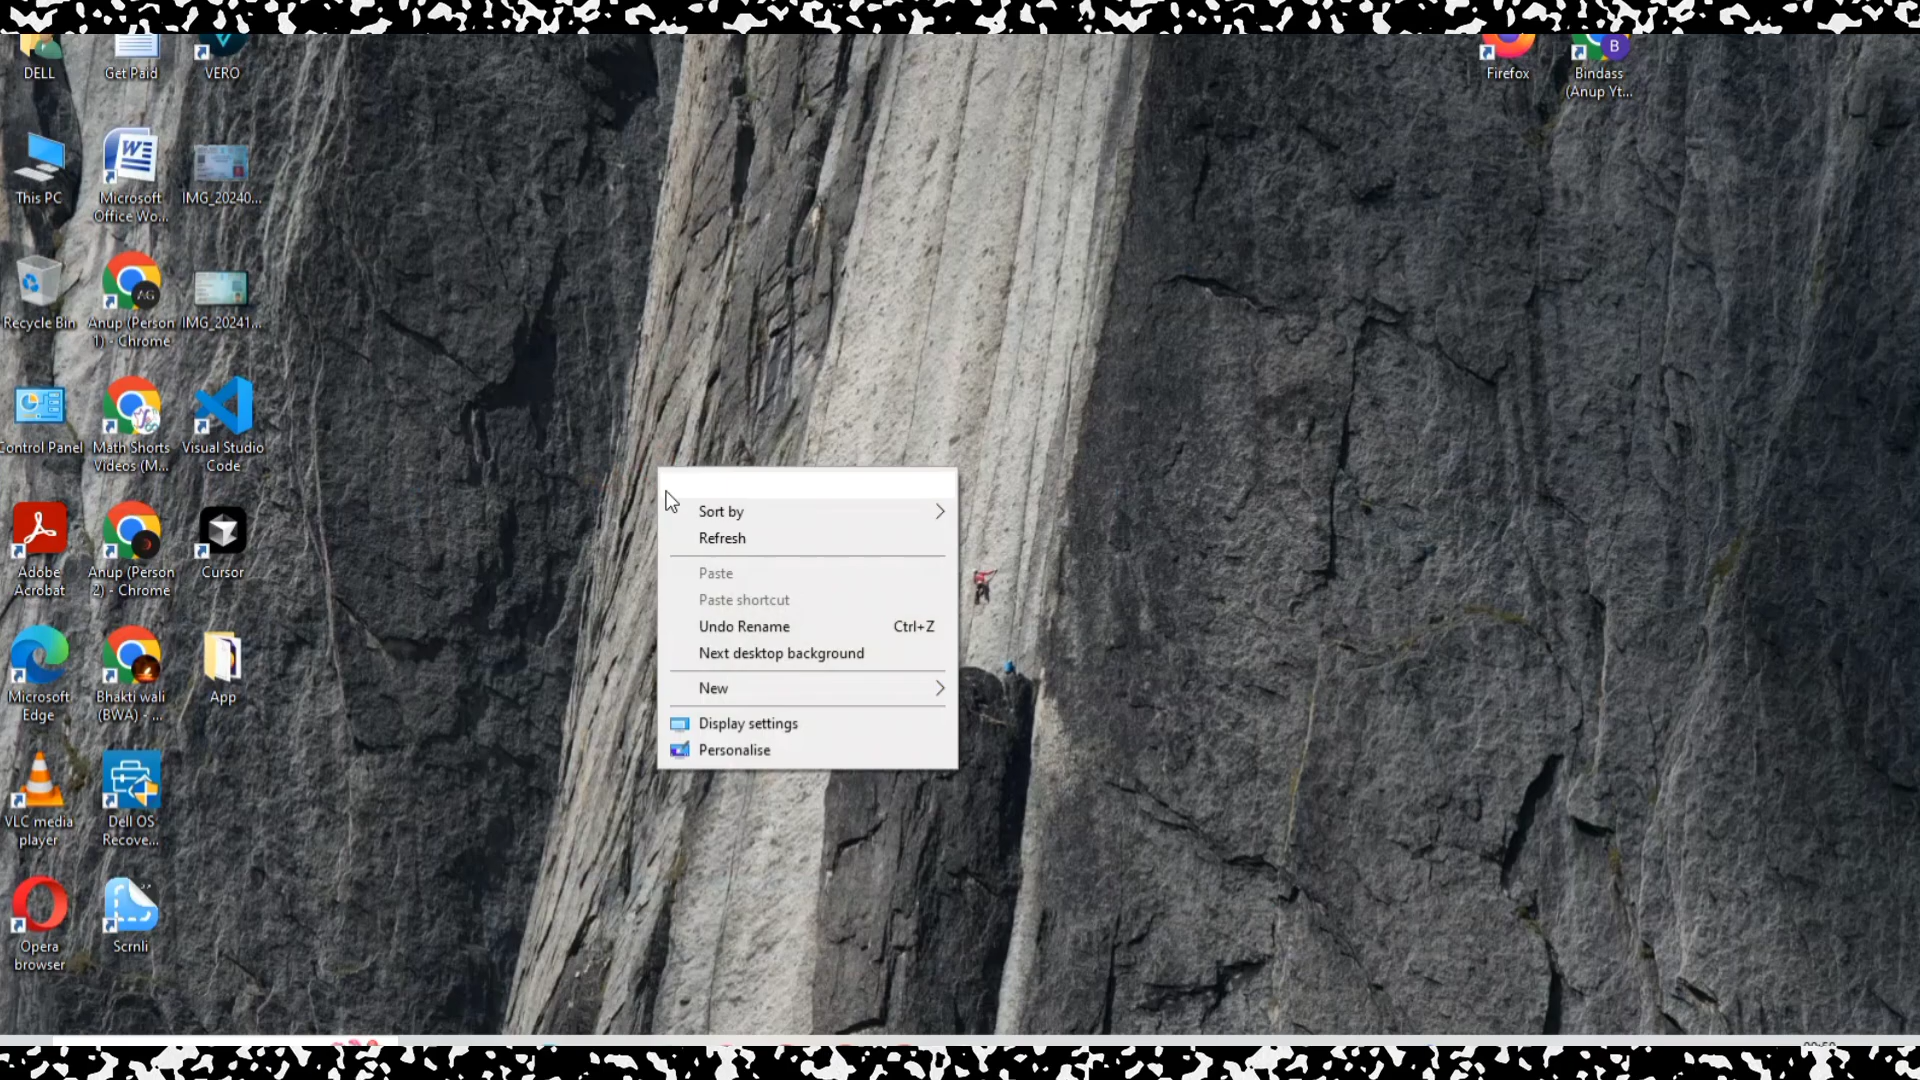 DELL
Get Paid
VERO
Firefox
Bindass
(Anup Yt...
B
This PC
Microsoft
Office Wo...
W
IMG_20240...
Recycle Bin
Anup (Person
1) - Chrome
AG
IMG_20241...
Control Panel
Math Shorts
Videos (M...
Visual Studio
Code
Adobe
Acrobat
Anup (Person
2) - Chrome
Cursor
Microsoft
Edge
Bhakti wali
(BWA) - ...
App
VLC media
player
Dell OS
Recove...
Opera
browser
Scrnli
Sort by
Refresh
Paste
Paste shortcut
Undo Rename Ctrl+Z
Next desktop background
New
Display settings
Personalise